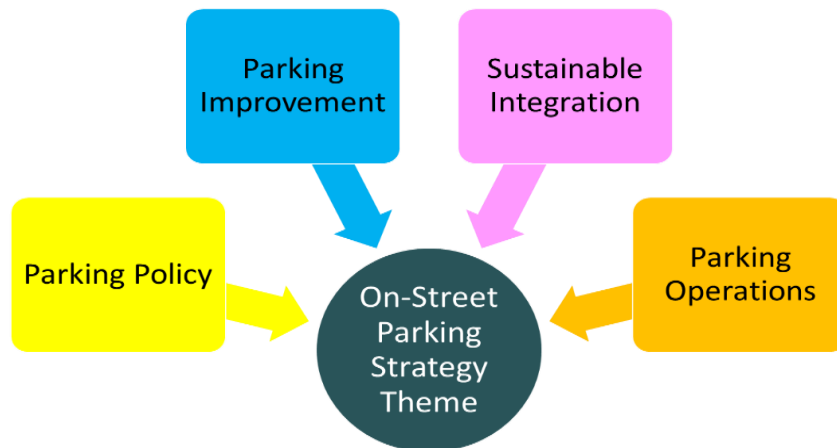 Parking
Improvement
Sustainable
Integration
Parking Policy
Parking
Operations
On-Street
Parking
Strategy
Theme